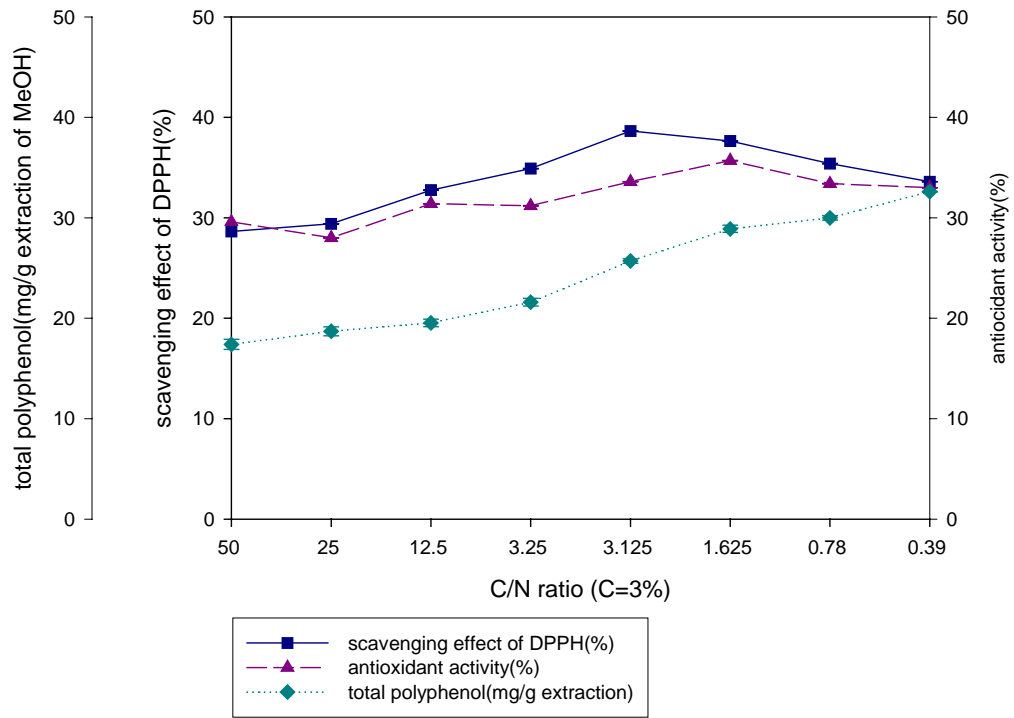 total polyphenol(mg/g extraction of MeOH)
50
40
30
20
10
0
scavenging effect of DPPH(%)
50
40
30
20
10
0
antiocidant activity(%)
50
40
30
20
10
0
50 25 12.5 3.25 3.125 1.625 0.78 0.39
C/N ratio (C=3%)
scavenging effect of DPPH(%)
antioxidant activity(%)
total polyphenol(mg/g extraction)